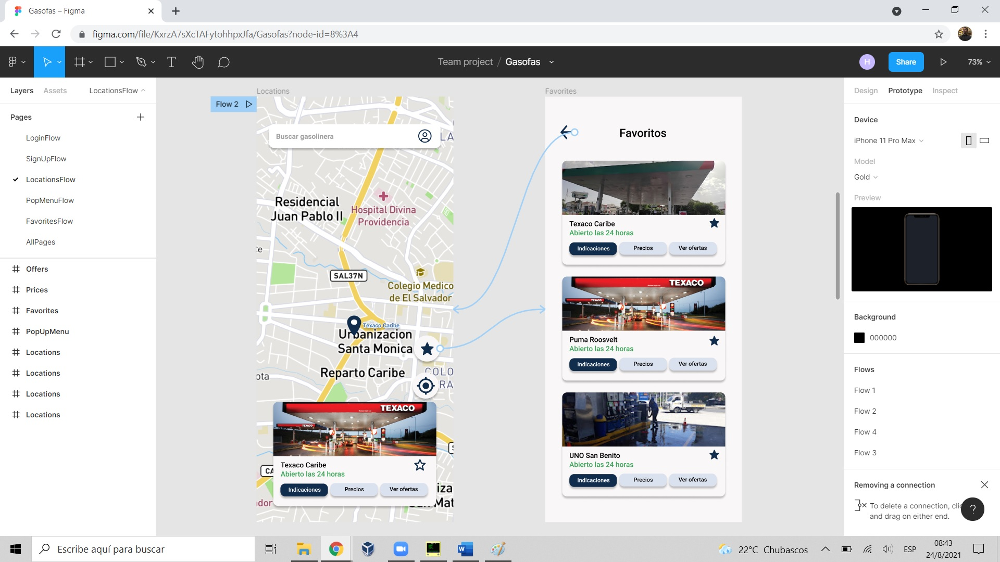 Gasofas – Figma
figma.com/file/KxrzA7sXcTAFytohhpxJfa/Gasofas?node-id=8%3A4
Team project / Gasofas
H
Share
73%
Layers
Assets
LocationsFlow
Pages
LoginFlow
SignUpFlow
LocationsFlow
PopMenuFlow
FavoritesFlow
AllPages
Offers
Prices
Favorites
PopUpMenu
Locations
Locations
Locations
Locations
Locations
Flow 2
Buscar gasolinera
LA
Residencial
Juan Pablo II
Hospital Divina
Providencia
te
SAL37N
Colegio Medico
de El Salvador
Texaco Caribe
Urbanizacion
Santa Monica
Reparto Caribe
COLO
RA
ota
TEXACO
TEXACO
CA
Texaco Caribe
Abierto las 24 horas
Indicaciones
Precios
Ver ofertas
iza
San Mat
ador
Favorites
Favoritos
Texaco Caribe
Abierto las 24 horas
Indicaciones
Precios
Ver ofertas
TEXACO
TEXACO
Puma Roosvelt
Abierto las 24 horas
Indicaciones
Precios
Ver ofertas
UNO San Benito
Abierto las 24 horas
Indicaciones
Precios
Ver ofertas
Design
Prototype
Inspect
Device
iPhone 11 Pro Max
Model
Gold
Preview
Background
000000
Flows
Flow 1
Flow 2
Flow 4
Flow 3
Removing a connection
To delete a connection, clic
and drag on either end.
?
Escribe aquí para buscar
22°C Chubascos
ESP
08:43
24/8/2021